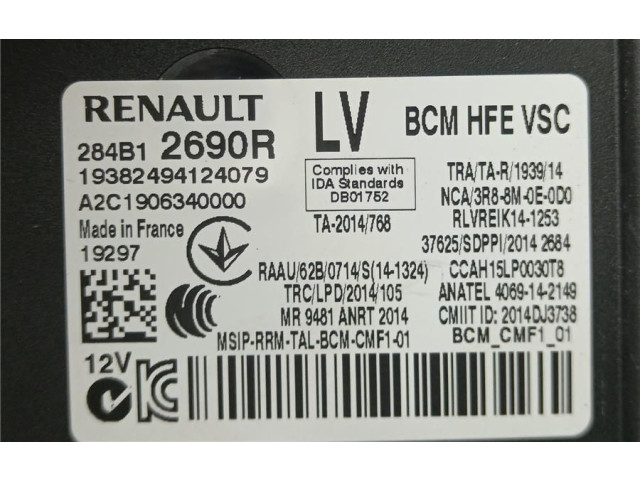 RENAULT LV BCM HFE VSC
284B1 2690R
19382494124079
A2C1906340000
Made in France
19297
Complies with
IDA Standards
DB01752
TA-2014/768
TRA/TA-R/1939/14
NCA/3R8-8M-0E-0D0
RLVREIK14-1253
37625/SDPPI/2014 2684
RAAU/62B/0714/S(14-1324) CCAH15LP0030T8
TRC/LPD/2014/105 ANATEL 4069-14-2149
MR 9481 ANRT 2014 CMIIT ID: 2014DJ3738
MSIP-RRM-TAL-BCM-CMF1-01 BCM_CMF1_01
12V